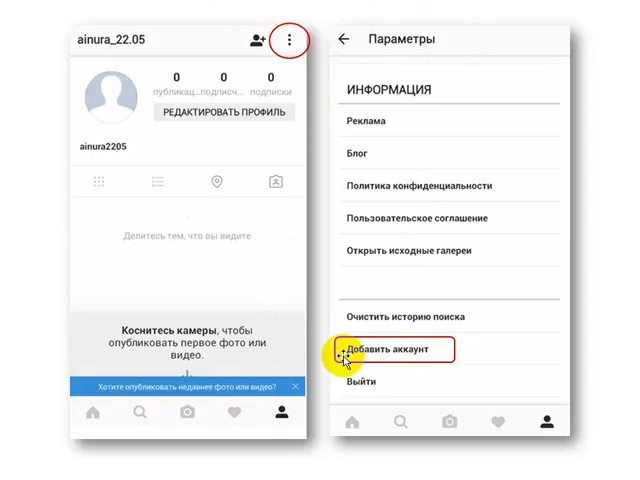 ainura_22.05
0 0 0
публикац... подписч... подписки
РЕДАКТИРОВАТЬ ПРОФИЛЬ
ainura2205
Делитесь тем, что вы видите
Коснитесь камеры, чтобы
опубликовать первое фото или
видео.
Хотите опубликовать недавнее фото или видео?
Параметры
ИНФОРМАЦИЯ
Реклама
Блог
Политика конфиденциальности
Пользовательское соглашение
Открыть исходные галереи
Очистить историю поиска
Добавить аккаунт
Выйти